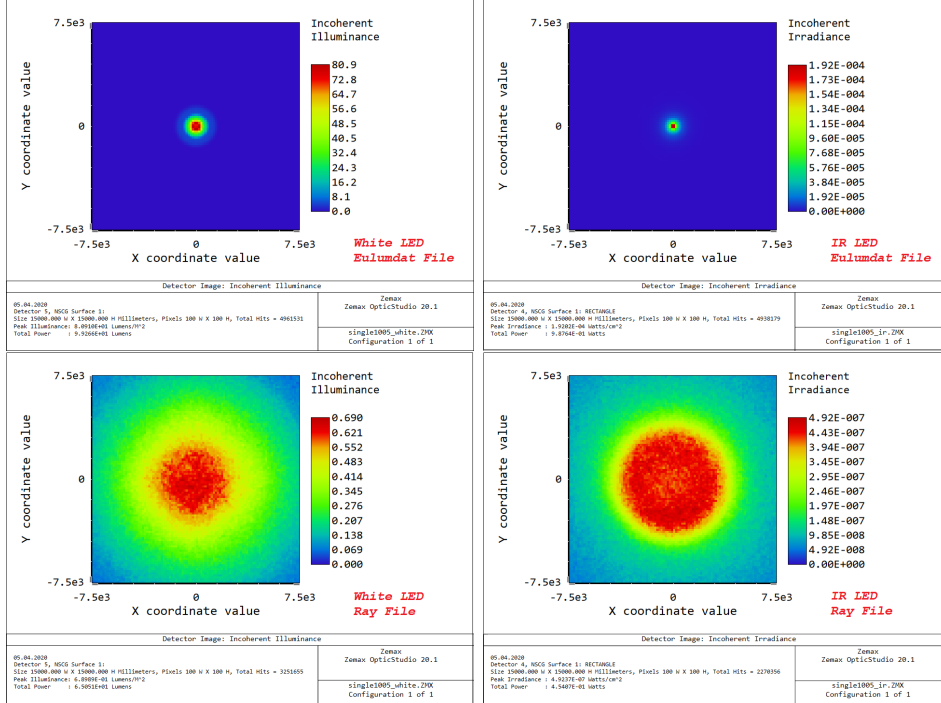 7.5e3
0
-7.5e3
Y coordinate value
-7.5e3
0
7.5e3
X coordinate value
Incoherent
Illuminance
80.9
72.8
64.7
56.6
48.5
40.5
32.4
24.3
16.2
8.1
0.0
White LED
Eulumdat File
Detector Image: Incoherent Illuminance
05.04.2020
Detector 5, NSCG Surface 1:
Size 15000.000 W X 15000.000 H Millimeters, Pixels 100 W X 100 H, Total Hits = 4961531
Peak Illuminance: 8.0910E+01 Lumens/M^2
Total Power : 9.9266E+01 Lumens
Zemax
Zemax OpticStudio 20.1
single1005_white.ZMX
Configuration 1 of 1
7.5e3
0
-7.5e3
Y coordinate value
-7.5e3
0
7.5e3
X coordinate value
Incoherent
Irradiance
1.92E-004
1.73E-004
1.54E-004
1.34E-004
1.15E-004
9.60E-005
7.68E-005
5.76E-005
3.84E-005
1.92E-005
0.00E+000
IR LED
Eulumdat File
Detector Image: Incoherent Irradiance
05.04.2020
Detector 4, NSCG Surface 1: RECTANGLE
Size 15000.000 W X 15000.000 H Millimeters, Pixels 100 W X 100 H, Total Hits = 4938179
Peak Irradiance : 1.9202E-04 Watts/cm^2
Total Power : 9.8764E-01 Watts
Zemax
Zemax OpticStudio 20.1
single1005_ir.ZMX
Configuration 1 of 1
7.5e3
0
-7.5e3
Y coordinate value
-7.5e3
0
7.5e3
X coordinate value
Incoherent
Illuminance
0.690
0.621
0.552
0.483
0.414
0.345
0.276
0.207
0.138
0.069
0.000
White LED
Ray File
Detector Image: Incoherent Illuminance
05.04.2020
Detector 5, NSCG Surface 1:
Size 15000.000 W X 15000.000 H Millimeters, Pixels 100 W X 100 H, Total Hits = 3251655
Peak Illuminance: 6.8989E-01 Lumens/M^2
Total Power : 6.5051E+01 Lumens
Zemax
Zemax OpticStudio 20.1
single1005_white.ZMX
Configuration 1 of 1
7.5e3
0
-7.5e3
Y coordinate value
-7.5e3
0
7.5e3
X coordinate value
Incoherent
Irradiance
4.92E-007
4.43E-007
3.94E-007
3.45E-007
2.95E-007
2.46E-007
1.97E-007
1.48E-007
9.85E-008
4.92E-008
0.00E+000
IR LED
Ray File
Detector Image: Incoherent Irradiance
05.04.2020
Detector 4, NSCG Surface 1: RECTANGLE
Size 15000.000 W X 15000.000 H Millimeters, Pixels 100 W X 100 H, Total Hits = 2270356
Peak Irradiance : 4.9237E-07 Watts/cm^2
Total Power : 4.5407E-01 Watts
Zemax
Zemax OpticStudio 20.1
single1005_ir.ZMX
Configuration 1 of 1